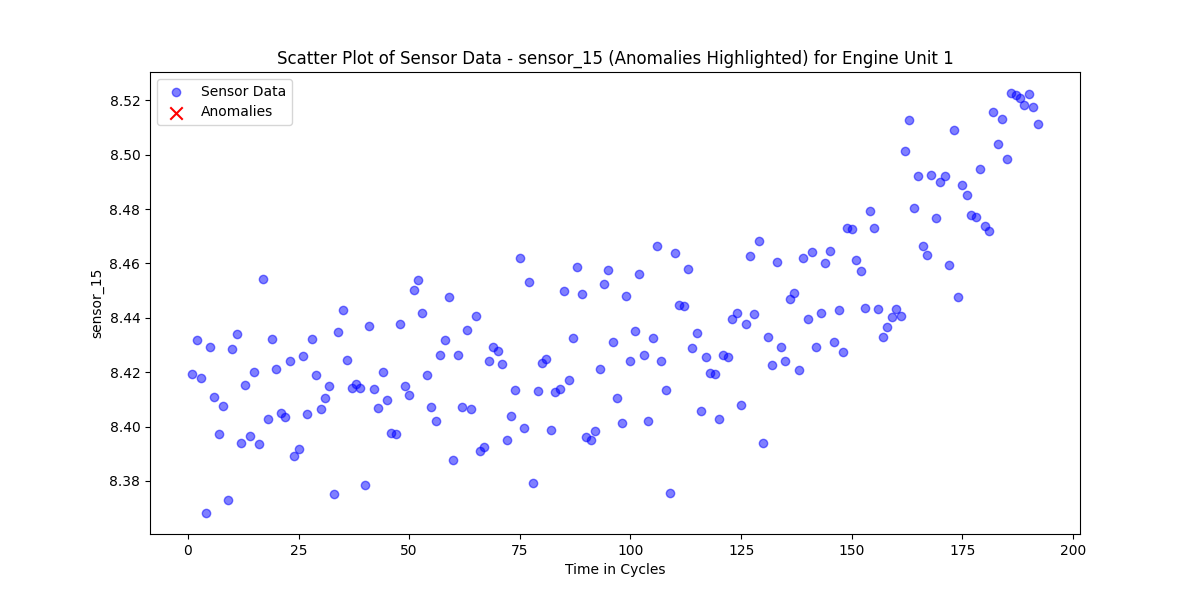 Scatter Plot of Sensor Data - sensor_15 (Anomalies Highlighted) for Engine Unit 1
Sensor Data
Anomalies
8.52
8.50
8.48
8.46
8.44
8.42
8.40
8.38
sensor_15
0 25 50 75 100 125 150 175 200
Time in Cycles